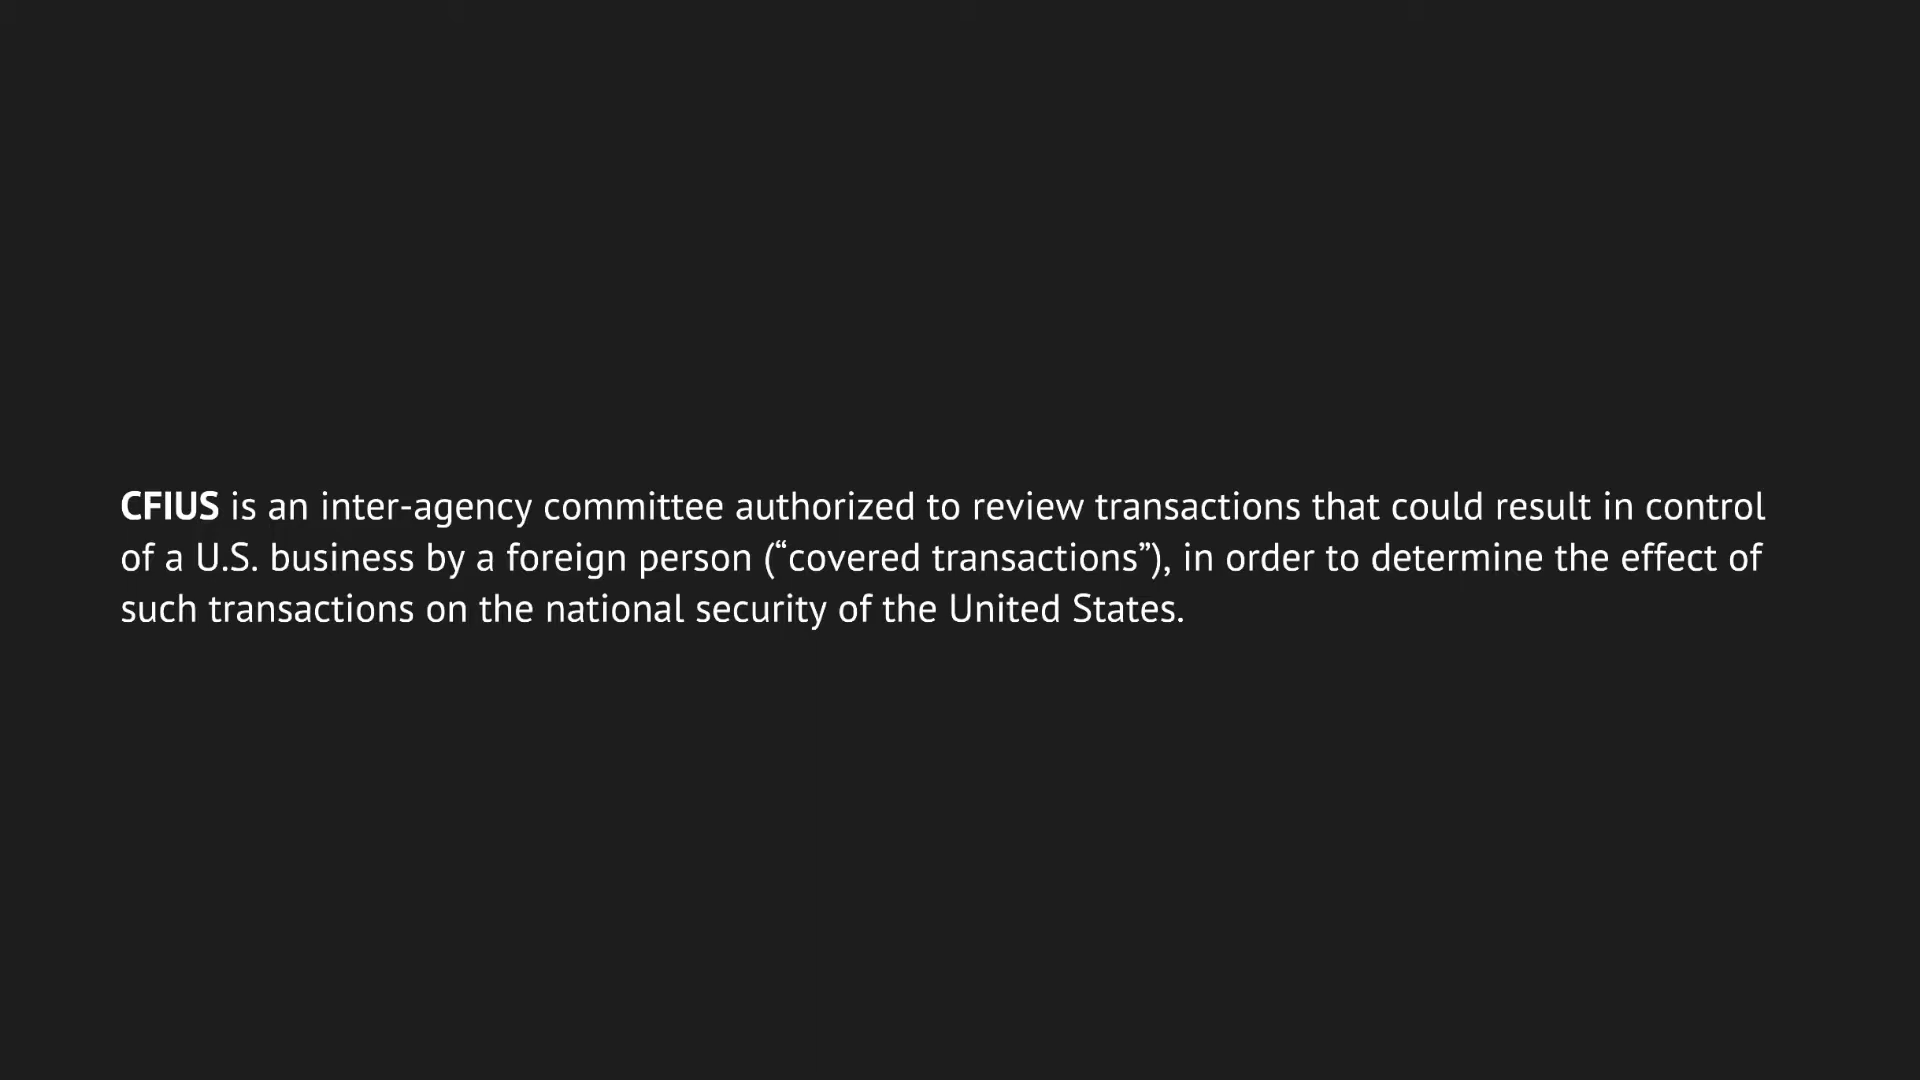 CFIUS is an inter-agency committee authorized to review transactions that could result in control
of a U.S. business by a foreign person (“covered transactions”), in order to determine the effect of
such transactions on the national security of the United States.